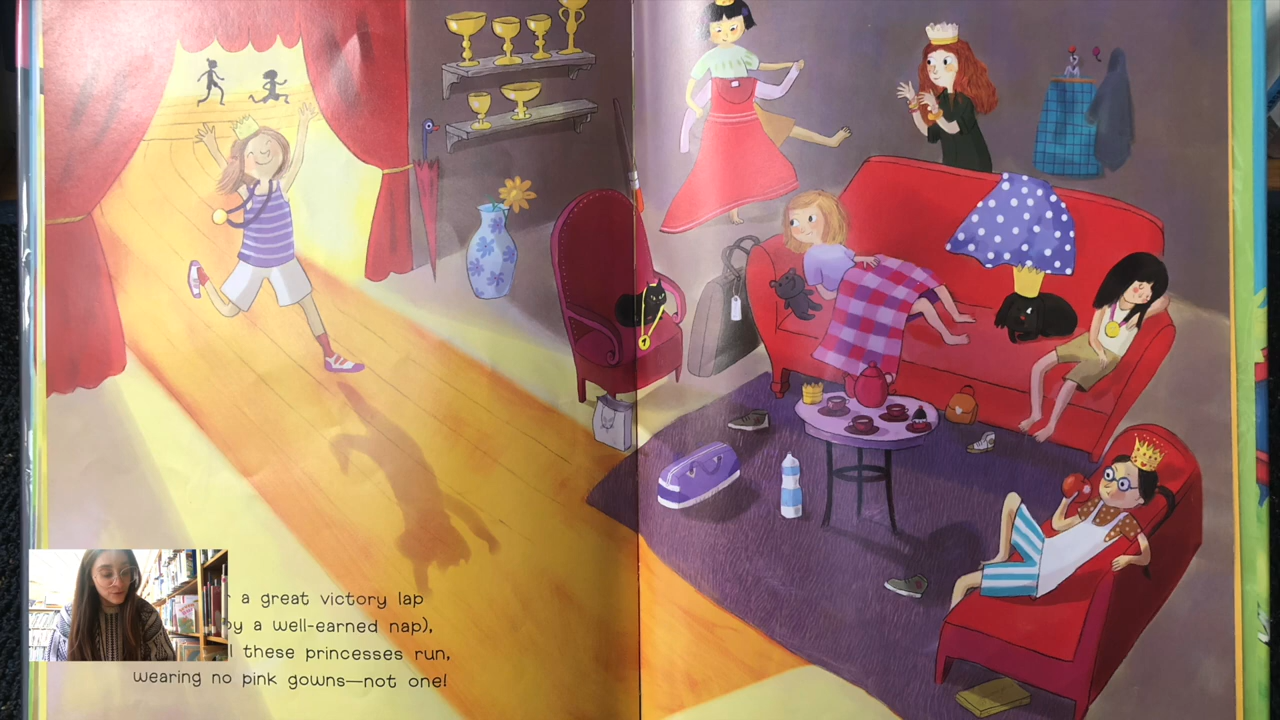 a great victory lap
by a well-earned nap),
these princesses run,
wearing no pink gowns—not one!